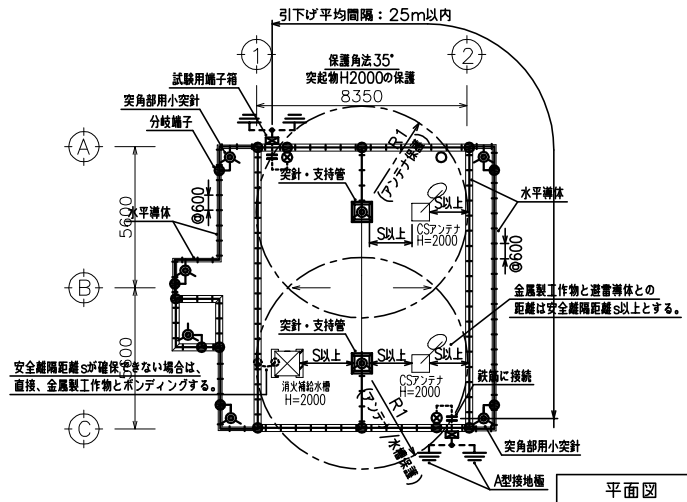 引下げ平均間隔：25m以内
1
2
保護角法35°
突起物H2000の保護
8350
試験用端子箱
突角部用小突針
分岐端子
A
R1
(アンテナ保護)
突針・支持管
水平導体
S以上
S以上
CSアンテナ
H=2000
@600
5600
水平導体
@600
B
金属製工作物と避雷導体との
距離は安全離隔距離s以上とする。
突針・支持管
5600
S以上
S以上
S以上
安全離隔距離sが確保できない場合は、
直接、金属製工作物とボンディングする。
消火補給水槽
H=2000
CSアンテナ
H=2000
鉄筋に接続
R1
(アンテナ/水槽保護)
C
突角部用小突針
A型接地極
平面図